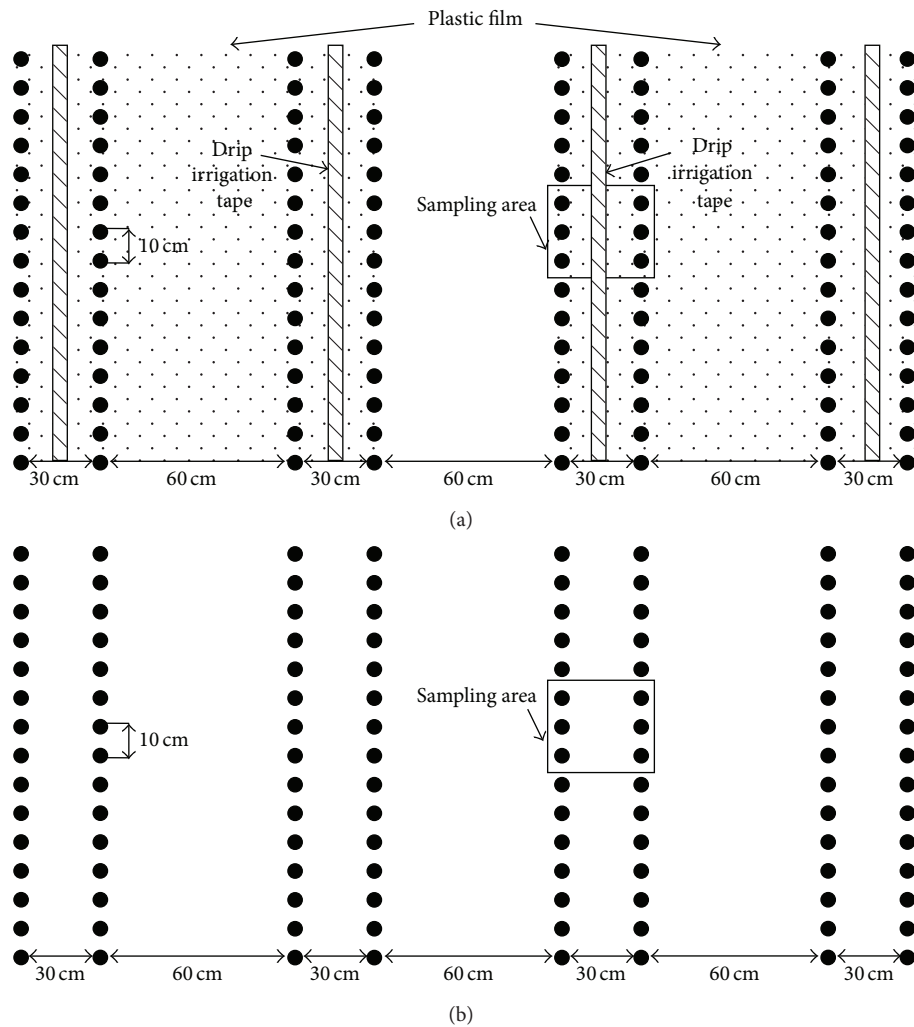 Plastic film
Drip
irrigation
tape
Drip
irrigation
tape
Sampling area
10 cm
30 cm
60 cm
30 cm
60 cm
30 cm
60 cm
30 cm
(a)
Sampling area
10 cm
30 cm
60 cm
30 cm
60 cm
30 cm
60 cm
30 cm
(b)